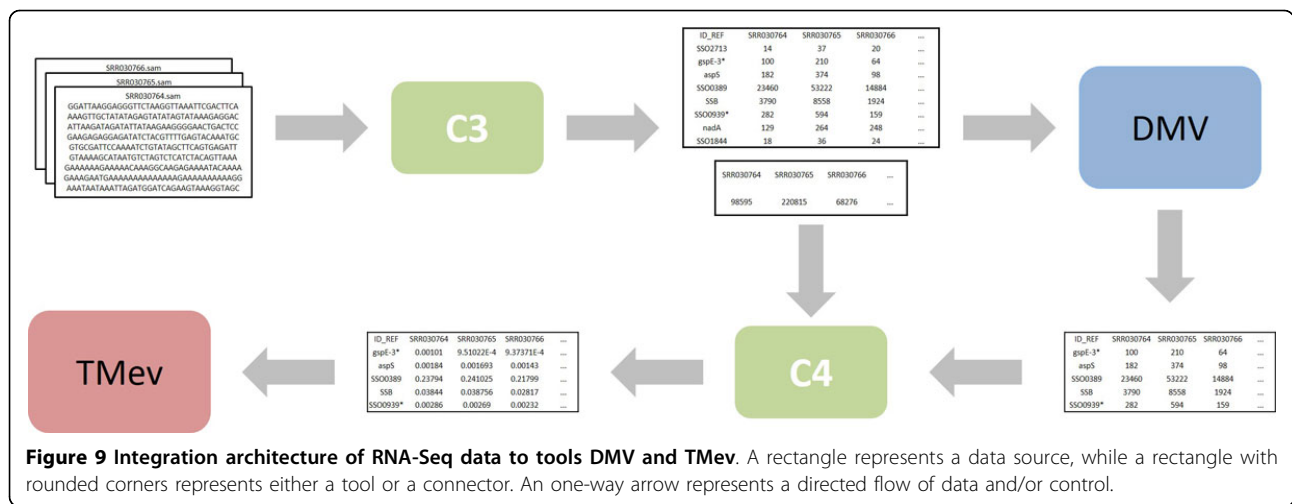 SRR030766.sam
SRR030765.sam
SRR030764.sam
GGATTAAGGAGGGTTCTAAGGTTAAATTCGACTTCA
AAAGTTGCTATATAGAGTATATAGTATAAAGAGGAC
ATTAAGATAGATATTATAAGAAGGGGAACTGACTCC
GAAGAGAGGAGATATCTACGTTTTGAGTACAAATGC
GTGCGATTCCAAAATCTGTATAGCTTCAGTGAGATT
GTAAAAGCATAATGTCTAGTCTCATCTACAGTTAAA
GAAAAAAGAAAAACAAAGGCAAGAGAAAATACAAAA
GAAAGAATGAAAAAAAAAAAAAAAGAAAAAAAAAAGG
AAATAATAAATTAGATGGATCAGAAGTAAAGGTAGC
C3
ID_REF SRR030764 SRR030765 SRR030766 ...
SSO2713 14 37 20 ...
gspE-3* 100 210 64 ...
aspS 182 374 98 ...
SSO0389 23460 53222 14884 ...
SSB 3790 8558 1924 ...
SSO0939* 282 594 159 ...
nadA 129 264 248 ...
SSO1844 18 36 24 ...
SRR030764 SRR030765 SRR030766 ...
98595 220815 68276 ...
DMV
TMev
ID_REF SRR030764 SRR030765 SRR030766 ...
gspE-3* 0.00101 9.51022E-4 9.37371E-4 ...
aspS 0.00184 0.001693 0.00143 ...
SSO0389 0.23794 0.241025 0.21799 ...
SSB 0.03844 0.038756 0.02817 ...
SSO0939* 0.00286 0.00269 0.00232 ...
C4
ID_REF SRR030764 SRR030765 SRR030766 ...
gspE-3* 100 210 64 ...
aspS 182 374 98 ...
SSO0389 23460 53222 14884 ...
SSB 3790 8558 1924 ...
SSO0939* 282 594 159 ...
Figure 9 Integration architecture of RNA-Seq data to tools DMV and TMev. A rectangle represents a data source, while a rectangle with
rounded corners represents either a tool or a connector. An one-way arrow represents a directed flow of data and/or control.